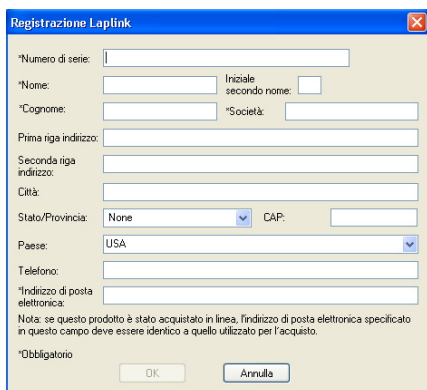 Registrazione Laplink
*Numero di serie:
*Nome:
Iniziale
secondo nome:
*Cognome:
*Società:
Prima riga indirizzo:
Seconda riga
indirizzo:
Città:
Stato/Provincia:
None
CAP:
Paese:
USA
Telefono:
*Indirizzo di posta
elettronica:
Nota: se questo prodotto è stato acquistato in linea, l'indirizzo di posta elettronica specificato
in questo campo deve essere identico a quello utilizzato per l'acquisto.
*Obbligatorio
OK
Annulla